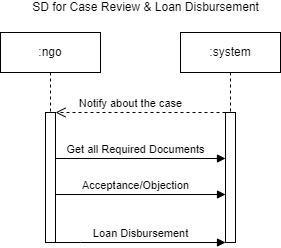 SD for Case Review & Loan Disbursement
:ngo
:system
Notify about the case
Get all Required Documents
Acceptance/Objection
Loan Disbursement